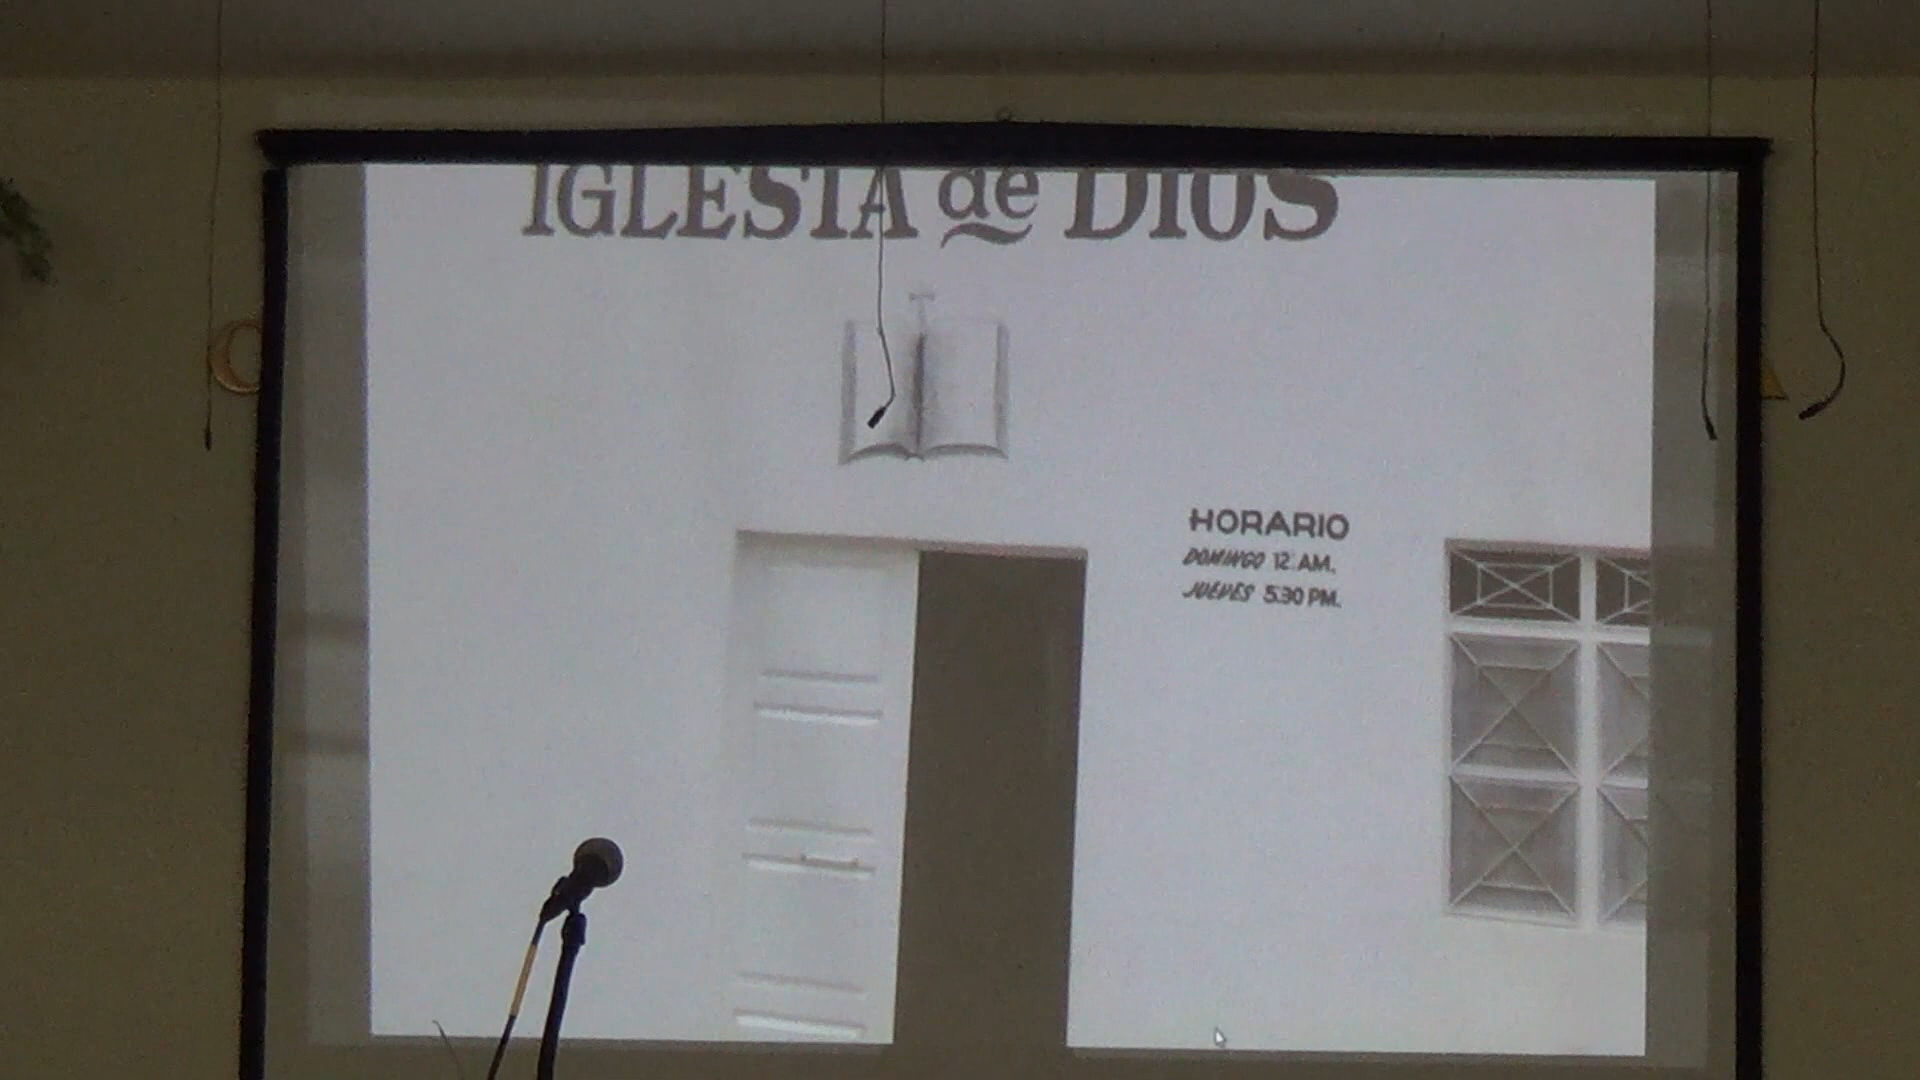 IGLESIA de DIOS
HORARIO
DOMINGO 12 AM.
JUEVES 5:30 PM.